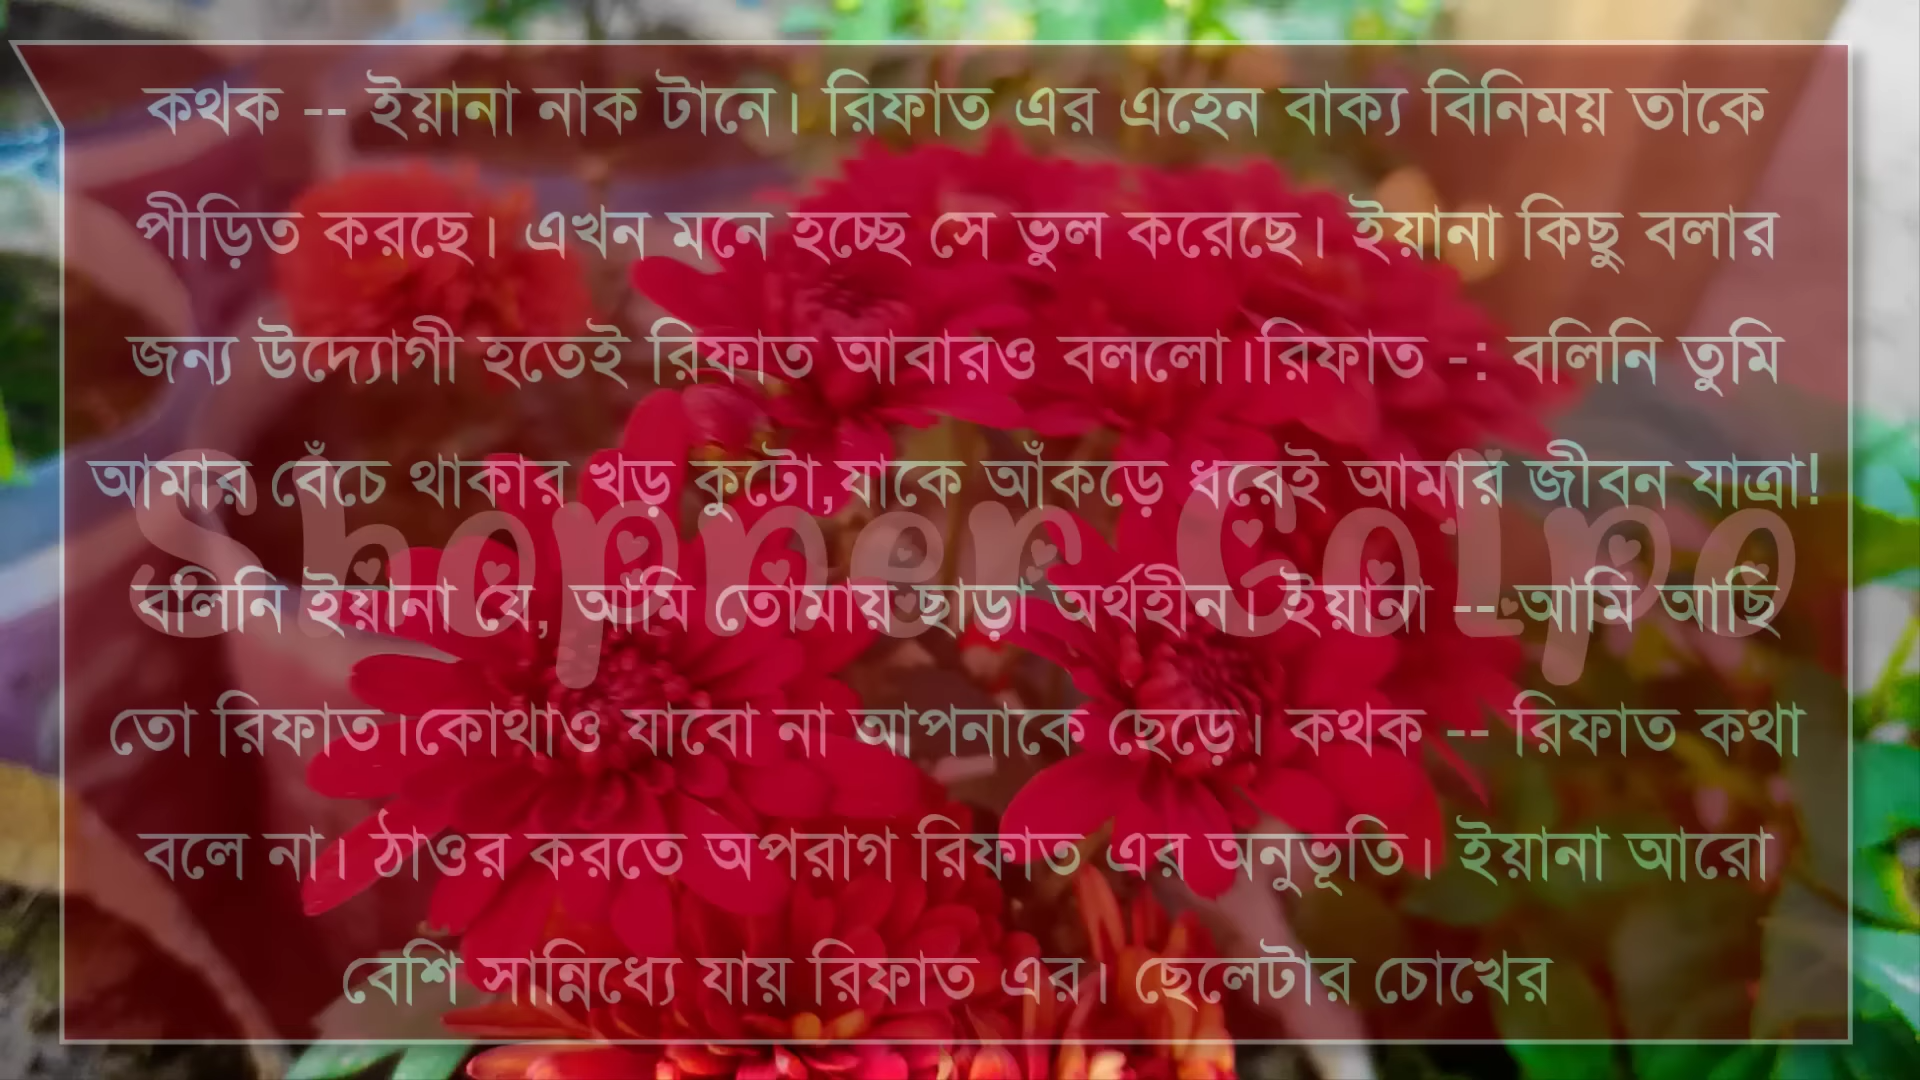 কথক -- ইয়ানা নাক টানে। রিফাত এর এহেন বাক্য বিনিময় তাকে
পীড়িত করছে। এখন মনে হচ্ছে সে ভুল করেছে। ইয়ানা কিছু বলার
জন্য উদ্যোগী হতেই রিফাত আবারও বললো।রিফাত -: বলিনি তুমি
আমার বেঁচে থাকার খড় কুটো,যাকে আঁকড়ে ধরেই আমার জীবন যাত্রা!
বলিনি ইয়ানা যে, আমি তোমায় ছাড়া অর্থহীন। ইয়ানা -- আমি আছি
তো রিফাত।কোথাও যাবো না আপনাকে ছেড়ে। কথক -- রিফাত কথা
বলে না। ঠাওর করতে অপরাগ রিফাত এর অনুভূতি। ইয়ানা আরো
বেশি সান্নিধ্যে যায় রিফাত এর। ছেলেটার চোখের
Shopner Golpo